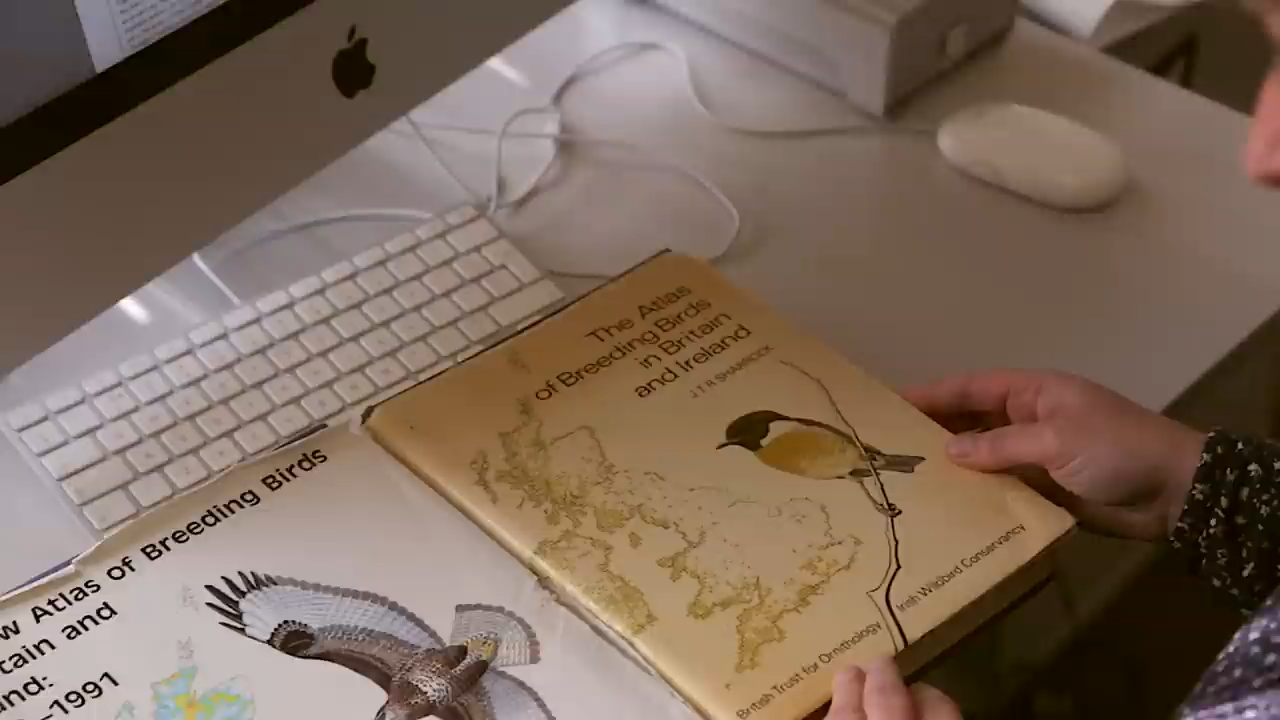 The Atlas
of Breeding Birds
in Britain
and Ireland
J T R SHARROCK
British Trust for Ornithology
Irish Wildbird Conservancy
w Atlas of Breeding Birds
tain and
nd:
–1991